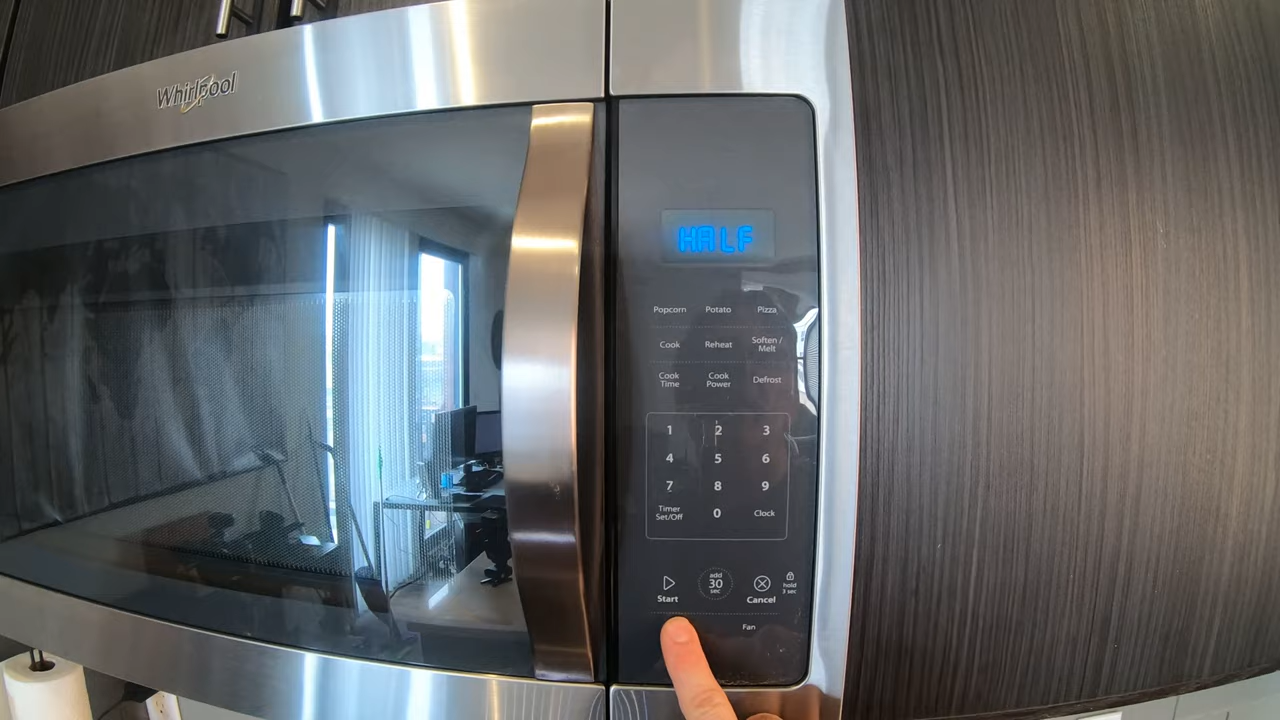 Whirlpool
HALF
Popcorn Potato Pizza
Cook Reheat Soften / Melt
Cook Time Cook Power Defrost
1 2 3
4 5 6
7 8 9
Timer Set/Off 0 Clock
add 30 sec
hold 3 sec
Start Cancel
Fan